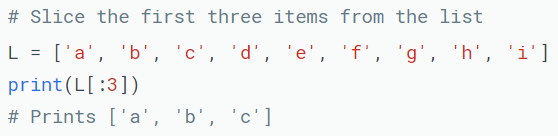 # Slice the first three items from the list
L = ['a', 'b', 'c', 'd', 'e', 'f', 'g', 'h', 'i']
print(L[:3])
# Prints ['a', 'b', 'c']